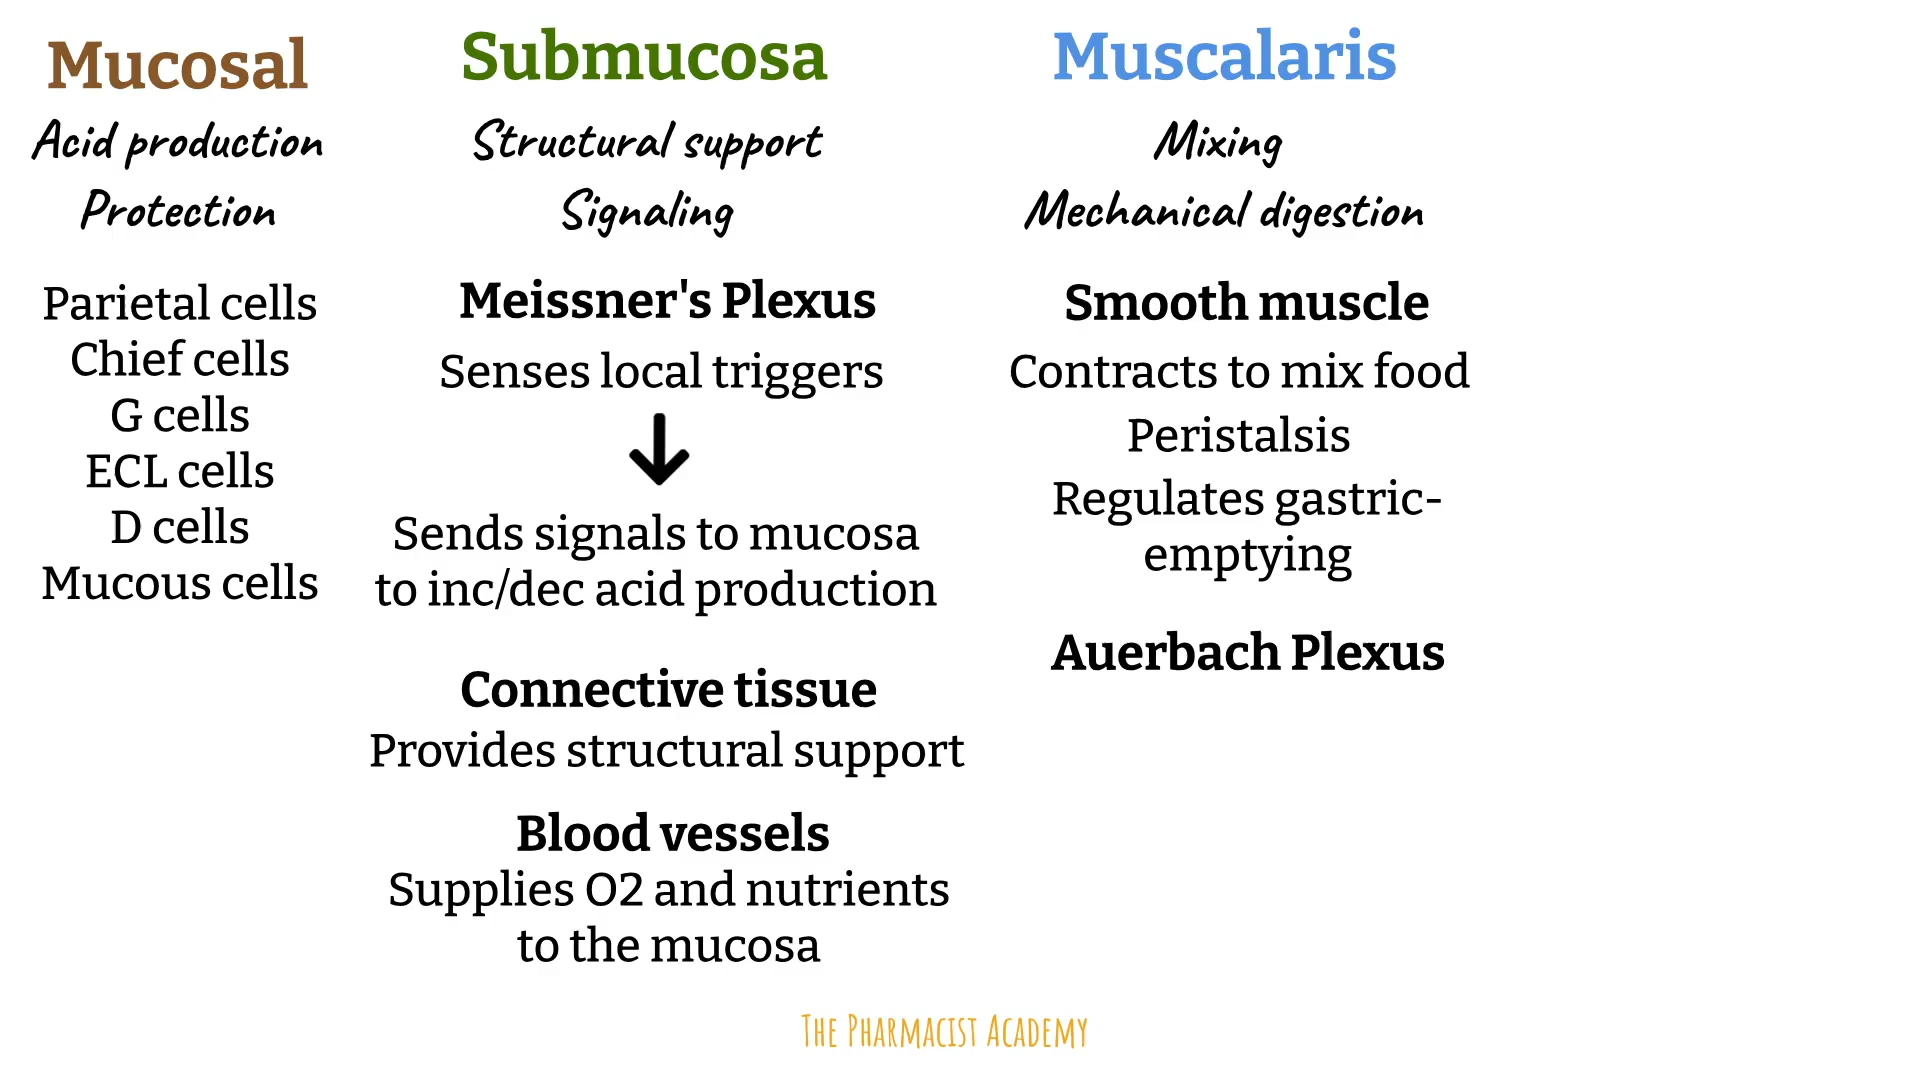 Mucosal
Acid production
Protection
Parietal cells
Chief cells
G cells
ECL cells
D cells
Mucous cells
Submucosa
Structural support
Signaling
Meissner's Plexus
Senses local triggers
Sends signals to mucosa
to inc/dec acid production
Connective tissue
Provides structural support
Blood vessels
Supplies O2 and nutrients
to the mucosa
Muscalaris
Mixing
Mechanical digestion
Smooth muscle
Contracts to mix food
Peristalsis
Regulates gastric-
emptying
Auerbach Plexus
The Pharmacist Academy